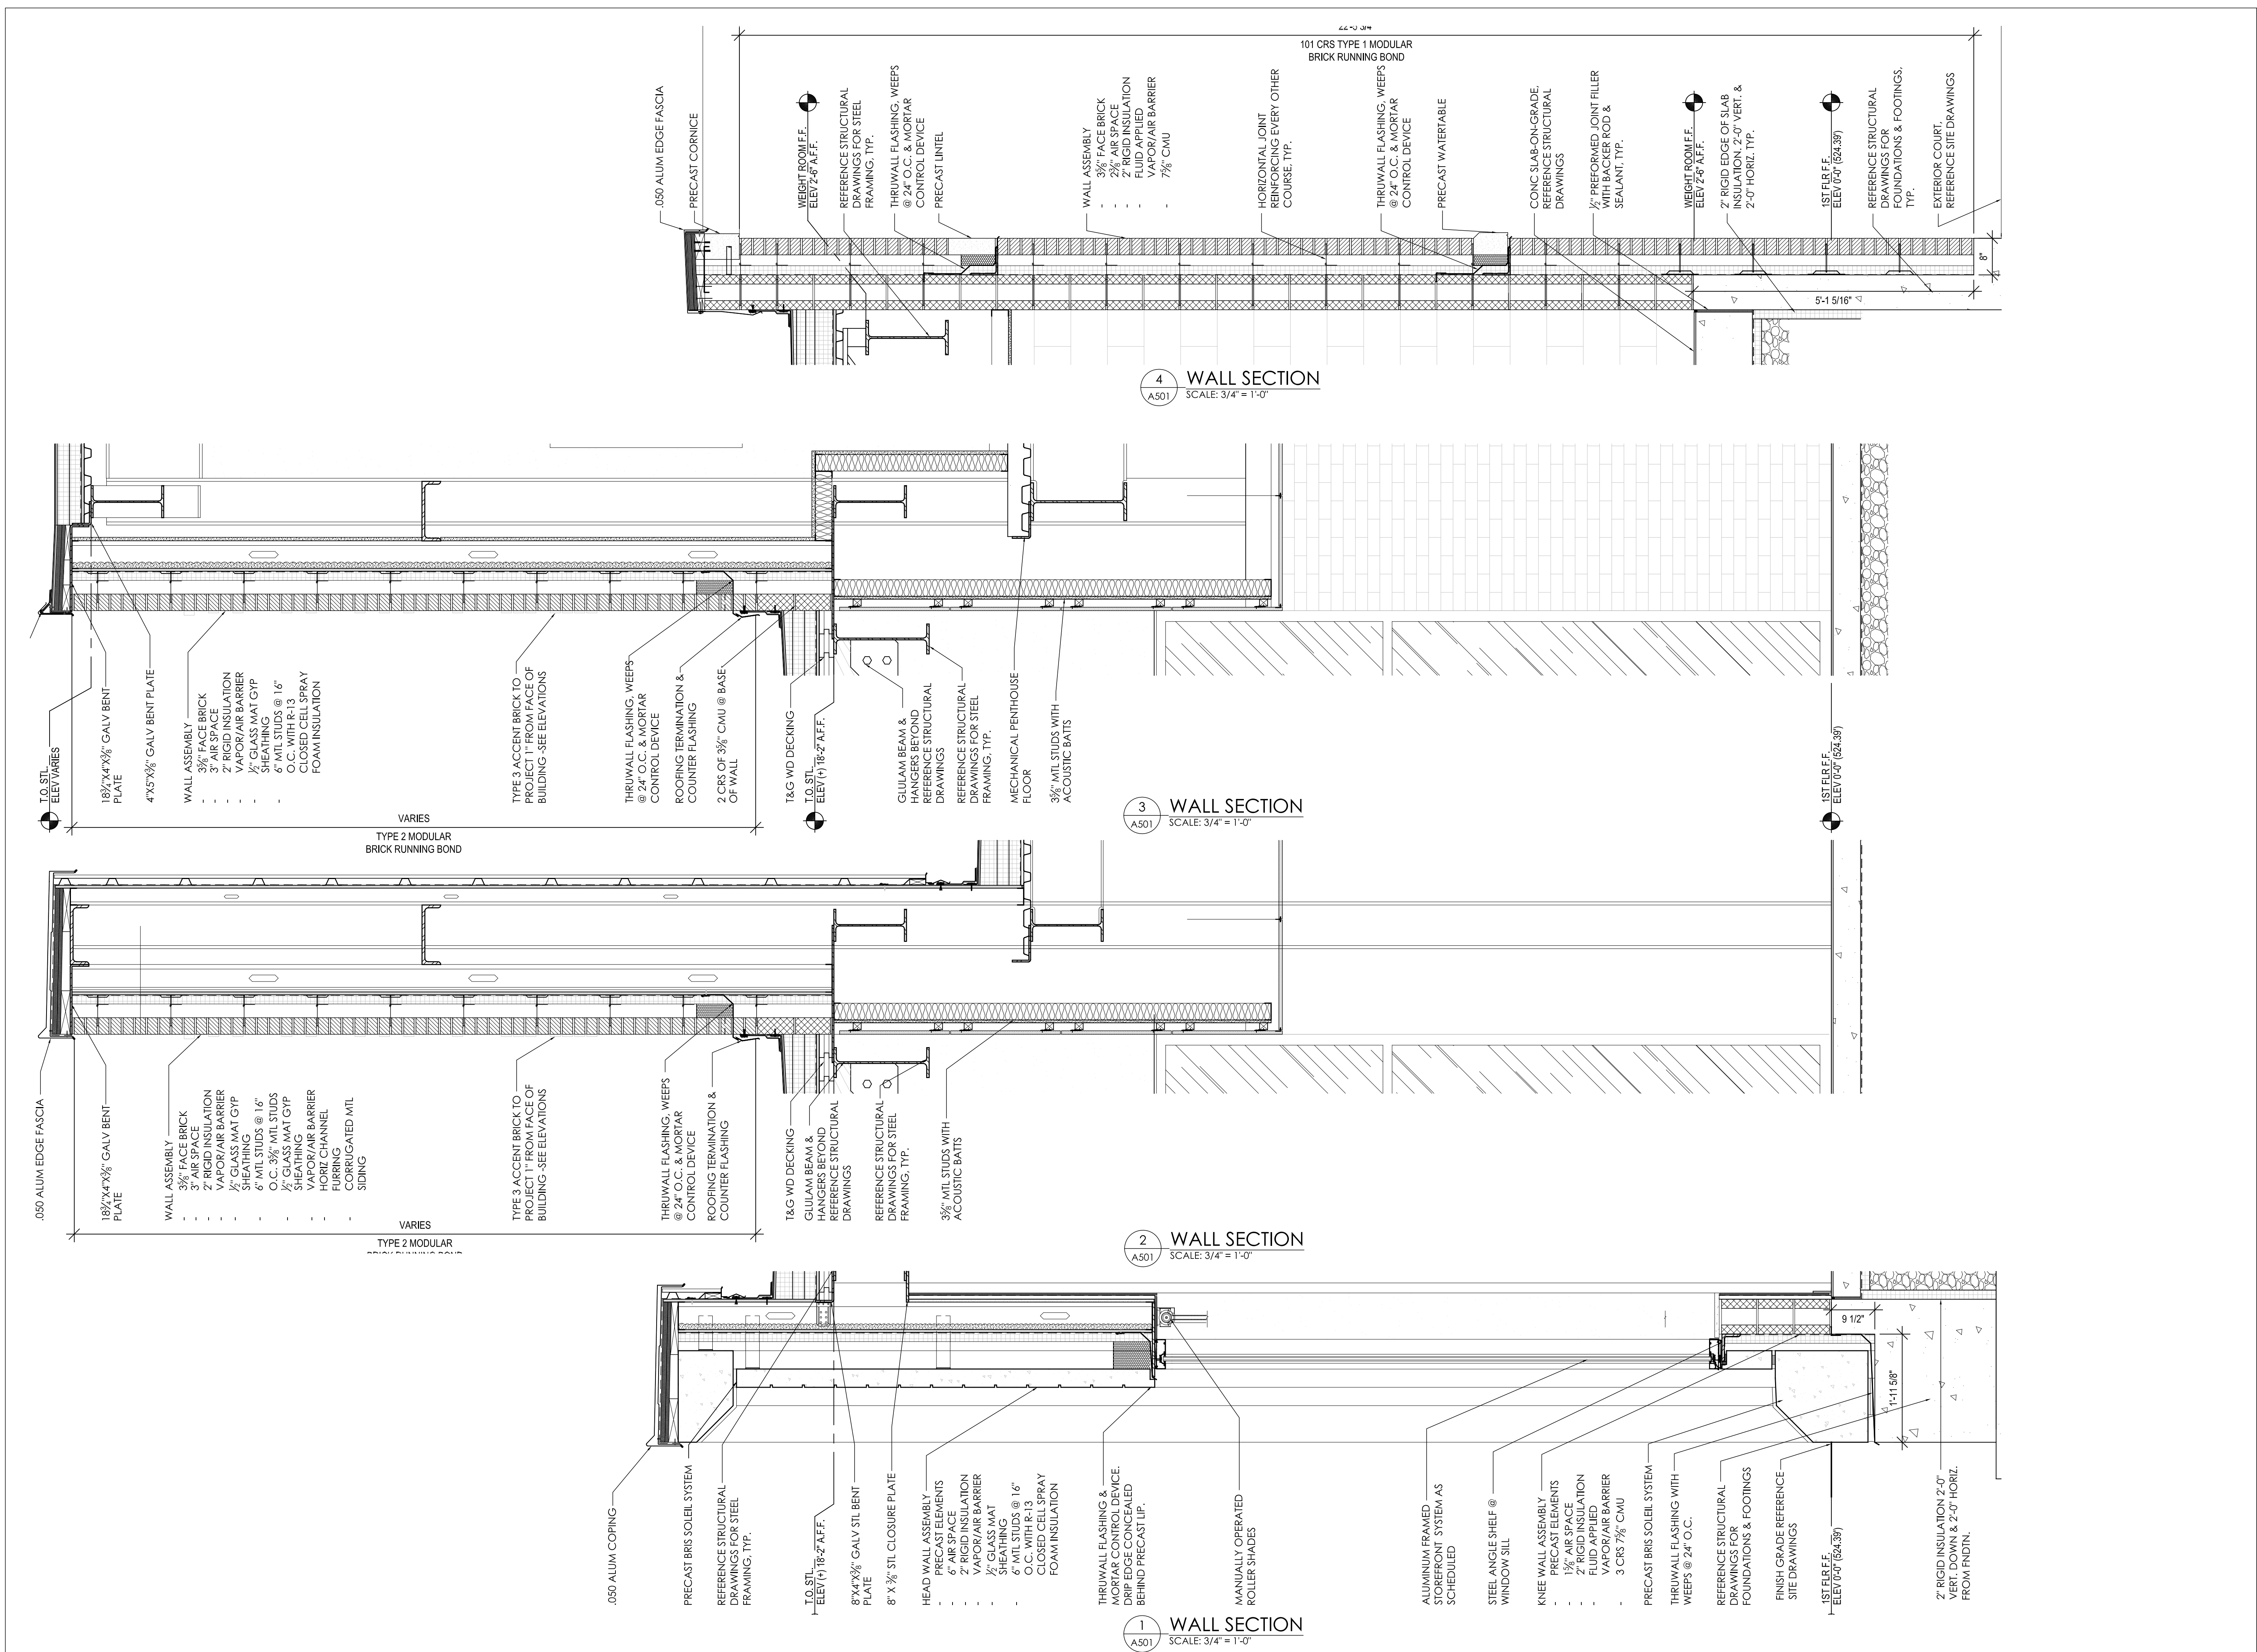 22'-5 3/4"
101 CRS TYPE 1 MODULAR
BRICK RUNNING BOND
.050 ALUM EDGE FASCIA
PRECAST CORNICE
WEIGHT ROOM F.F.
ELEV 2'-6" A.F.F.
REFERENCE STRUCTURAL
DRAWINGS FOR STEEL
FRAMING, TYP.
THRUWALL FLASHING, WEEPS
@ 24" O.C. & MORTAR
CONTROL DEVICE
PRECAST LINTEL
WALL ASSEMBLY
- 3⅝" FACE BRICK
- 2⅜" AIR SPACE
- 2" RIGID INSULATION
- FLUID APPLIED
VAPOR/AIR BARRIER
- 7⅝" CMU
HORIZONTAL JOINT
REINFORCING EVERY OTHER
COURSE, TYP.
THRUWALL FLASHING, WEEPS
@ 24" O.C. & MORTAR
CONTROL DEVICE
PRECAST WATERTABLE
CONC SLAB-ON-GRADE,
REFERENCE STRUCTURAL
DRAWINGS
½" PREFORMED JOINT FILLER
WITH BACKER ROD &
SEALANT, TYP.
WEIGHT ROOM F.F.
ELEV 2'-6" A.F.F.
2" RIGID EDGE OF SLAB
INSULATION, 2'-0" VERT. &
2'-0" HORIZ. TYP.
1ST FLR F.F.
ELEV 0'-0" (524.39')
REFERENCE STRUCTURAL
DRAWINGS FOR
FOUNDATIONS & FOOTINGS,
TYP.
EXTERIOR COURT,
REFERENCE SITE DRAWINGS
8"
5'-1 5/16"
4
A501
WALL SECTION
SCALE: 3/4" = 1'-0"
T.O. STL.
ELEV VARIES
18¾"X4"X⅜" GALV BENT
PLATE
4"X5"X⅜" GALV BENT PLATE
WALL ASSEMBLY
- 3⅝" FACE BRICK
- 3" AIR SPACE
- 2" RIGID INSULATION
- VAPOR/AIR BARRIER
- ½" GLASS MAT GYP
SHEATHING
- 6" MTL STUDS @ 16"
O.C. WITH R-13
CLOSED CELL SPRAY
FOAM INSULATION
TYPE 3 ACCENT BRICK TO
PROJECT 1" FROM FACE OF
BUILDING -SEE ELEVATIONS
THRUWALL FLASHING, WEEPS
@ 24" O.C. & MORTAR
CONTROL DEVICE
ROOFING TERMINATION &
COUNTER FLASHING
2 CRS OF 3⅝" CMU @ BASE
OF WALL
T&G WD DECKING
T.O. STL.
ELEV (+) 18'-2" A.F.F.
GLULAM BEAM &
HANGERS BEYOND
REFERENCE STRUCTURAL
DRAWINGS
REFERENCE STRUCTURAL
DRAWINGS FOR STEEL
FRAMING, TYP.
MECHANICAL PENTHOUSE
FLOOR
3⅝" MTL STUDS WITH
ACOUSTIC BATTS
1ST FLR F.F.
ELEV 0'-0" (524.39')
VARIES
TYPE 2 MODULAR
BRICK RUNNING BOND
3
A501
WALL SECTION
SCALE: 3/4" = 1'-0"
.050 ALUM EDGE FASCIA
18¾"X4"X⅜" GALV BENT
PLATE
WALL ASSEMBLY
- 3⅝" FACE BRICK
- 3" AIR SPACE
- 2" RIGID INSULATION
- VAPOR/AIR BARRIER
- ½" GLASS MAT GYP
SHEATHING
- 6" MTL STUDS @ 16"
O.C. 3⅝" MTL STUDS
- ½" GLASS MAT GYP
SHEATHING
- VAPOR/AIR BARRIER
- HORIZ CHANNEL
FURRING
- CORRUGATED MTL
SIDING
TYPE 3 ACCENT BRICK TO
PROJECT 1" FROM FACE OF
BUILDING -SEE ELEVATIONS
THRUWALL FLASHING, WEEPS
@ 24" O.C. & MORTAR
CONTROL DEVICE
ROOFING TERMINATION &
COUNTER FLASHING
T&G WD DECKING
GLULAM BEAM &
HANGERS BEYOND
REFERENCE STRUCTURAL
DRAWINGS
REFERENCE STRUCTURAL
DRAWINGS FOR STEEL
FRAMING, TYP.
3⅝" MTL STUDS WITH
ACOUSTIC BATTS
VARIES
TYPE 2 MODULAR
BRICK RUNNING BOND
2
A501
WALL SECTION
SCALE: 3/4" = 1'-0"
9 1/2"
1'-11 5/8"
.050 ALUM COPING
PRECAST BRIS SOLEIL SYSTEM
REFERENCE STRUCTURAL
DRAWINGS FOR STEEL
FRAMING, TYP.
T.O. STL.
ELEV (+) 18'-2" A.F.F.
8"X4"X⅜" GALV STL BENT
PLATE
8" X ⅜" STL CLOSURE PLATE
HEAD WALL ASSEMBLY
- PRECAST ELEMENTS
- 6" AIR SPACE
- 2" RIGID INSULATION
- VAPOR/AIR BARRIER
- ½" GLASS MAT
SHEATHING
- 6" MTL STUDS @ 16"
O.C. WITH R-13
CLOSED CELL SPRAY
FOAM INSULATION
THRUWALL FLASHING &
MORTAR CONTROL DEVICE.
DRIP EDGE CONCEALED
BEHIND PRECAST LIP.
MANUALLY OPERATED
ROLLER SHADES
ALUMINUM FRAMED
STOREFRONT SYSTEM AS
SCHEDULED
STEEL ANGLE SHELF @
WINDOW SILL
KNEE WALL ASSEMBLY
- PRECAST ELEMENTS
- 1⅝" AIR SPACE
- 2" RIGID INSULATION
- FLUID APPLIED
VAPOR/AIR BARRIER
- 3 CRS 7⅝" CMU
PRECAST BRIS SOLEIL SYSTEM
THRUWALL FLASHING WITH
WEEPS @ 24' O.C.
REFERENCE STRUCTURAL
DRAWINGS FOR
FOUNDATIONS & FOOTINGS
FINISH GRADE REFERENCE
SITE DRAWINGS
1ST FLR F.F.
ELEV 0'-0" (524.39')
2" RIGID INSULATION 2'-0"
VERT. DOWN & 2'-0" HORIZ.
FROM FNDTN.
1
A501
WALL SECTION
SCALE: 3/4" = 1'-0"